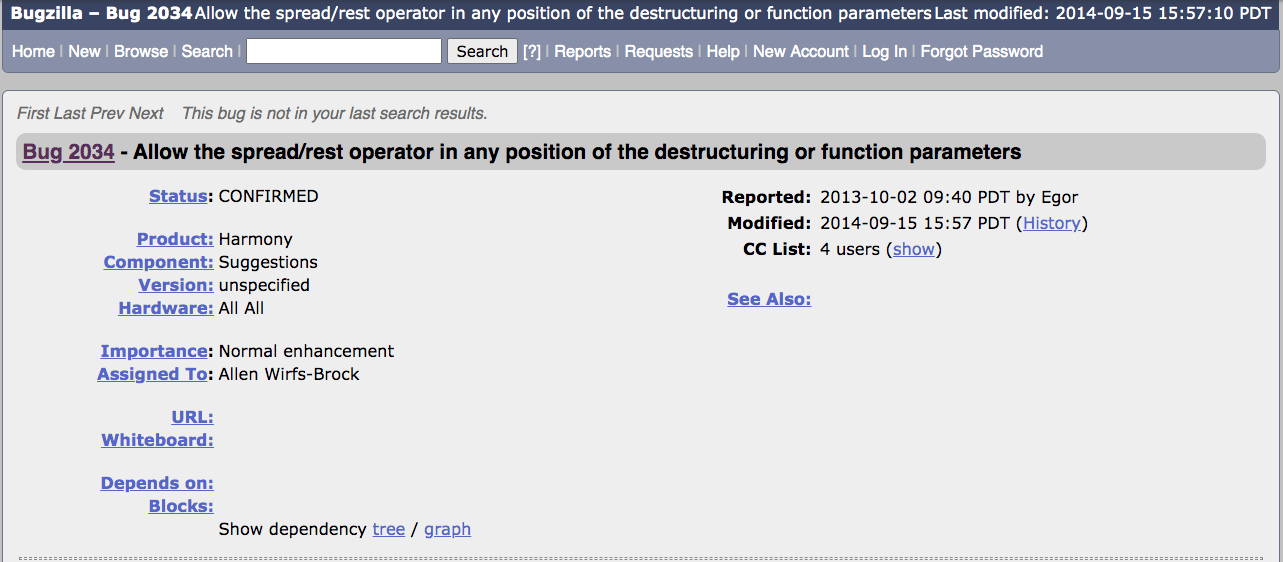 Bugzilla – Bug 2034 Allow the spread/rest operator in any position of the destructuring or function parameters Last modified: 2014-09-15 15:57:10 PDT
Home | New | Browse | Search | Search [?] | Reports | Requests | Help | New Account | Log In | Forgot Password
First Last Prev Next This bug is not in your last search results.
Bug 2034 - Allow the spread/rest operator in any position of the destructuring or function parameters
Status: CONFIRMED
Product: Harmony
Component: Suggestions
Version: unspecified
Hardware: All All
Importance: Normal enhancement
Assigned To: Allen Wirfs-Brock
URL:
Whiteboard:
Depends on:
Blocks:
Show dependency tree / graph
Reported: 2013-10-02 09:40 PDT by Egor
Modified: 2014-09-15 15:57 PDT (History)
CC List: 4 users (show)
See Also: